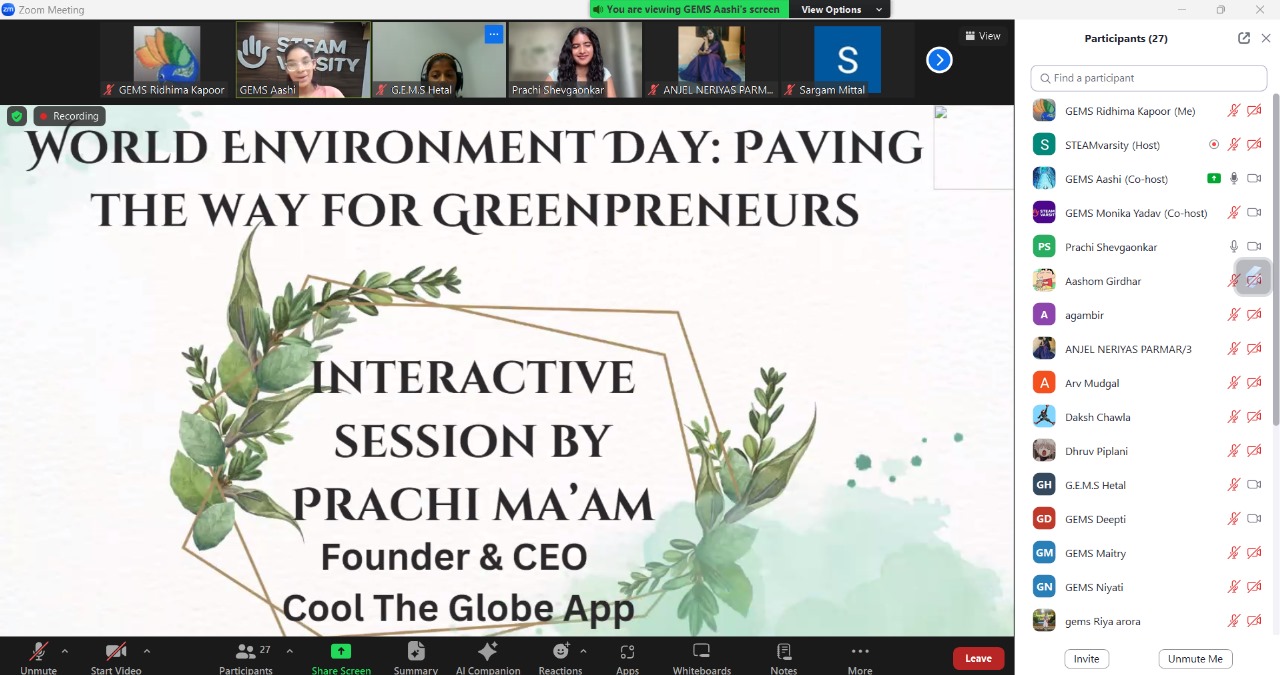 Zoom Meeting
You are viewing GEMS Aashi's screen
View Options
GEMS Ridhima Kapoor
STEAM VARSITY
GEMS Aashi
G.E.M.S Hetal
Prachi Shevgaonkar
ANJEL NERIYAS PARM...
S
Sargam Mittal
View
Recording
World Environment Day: Paving
the way for Greenpreneurs
Interactive
session by
Prachi Ma’am
Founder & CEO
Cool The Globe App
Participants (27)
Find a participant
GEMS Ridhima Kapoor (Me)
S STEAMvarsity (Host)
GEMS Aashi (Co-host)
GEMS Monika Yadav (Co-host)
PS Prachi Shevgaonkar
Aashom Girdhar
A agambir
ANJEL NERIYAS PARMAR/3
A Arv Mudgal
Daksh Chawla
Dhruv Piplani
GH G.E.M.S Hetal
GD GEMS Deepti
GM GEMS Maitry
GN GEMS Niyati
gems Riya arora
Invite
Unmute Me
Unmute
Start Video
27
Participants
Share Screen
Summary
AI Companion
Reactions
Apps
Whiteboards
Notes
More
Leave